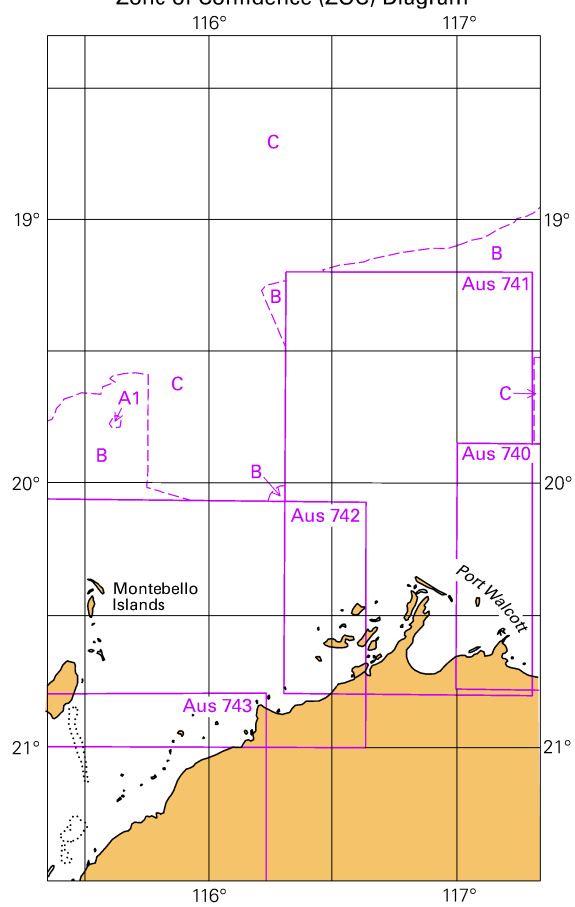 Zone of Confidence (ZOC) Diagram
116° 117°
C
19°
B
B
Aus 741
C
C
A1
B
Aus 740
B
20° 20°
Aus 742
Montebello
Islands
Port Walcott
Aus 743
21° 21°
116° 117°